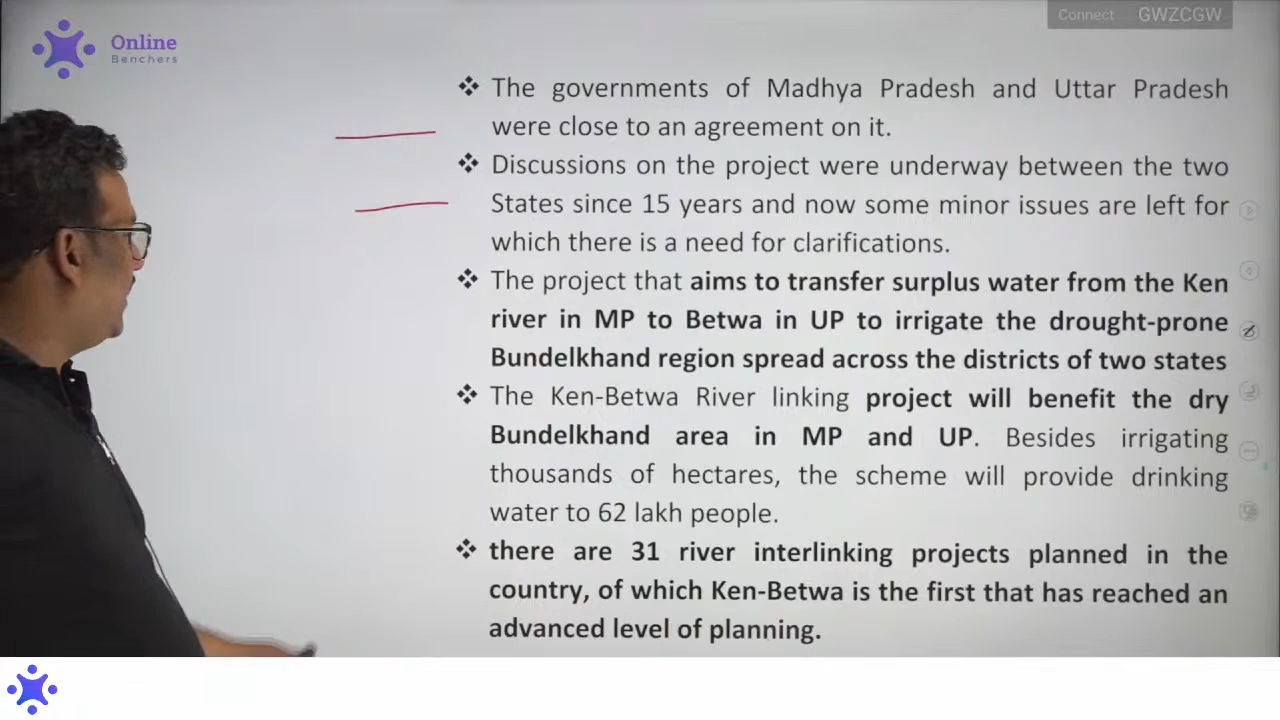 Connect GWZCGW
Online
Benchers
❖ The governments of Madhya Pradesh and Uttar Pradesh
were close to an agreement on it.
❖ Discussions on the project were underway between the two
States since 15 years and now some minor issues are left for
which there is a need for clarifications.
❖ The project that aims to transfer surplus water from the Ken
river in MP to Betwa in UP to irrigate the drought-prone
Bundelkhand region spread across the districts of two states
❖ The Ken-Betwa River linking project will benefit the dry
Bundelkhand area in MP and UP. Besides irrigating
thousands of hectares, the scheme will provide drinking
water to 62 lakh people.
❖ there are 31 river interlinking projects planned in the
country, of which Ken-Betwa is the first that has reached an
advanced level of planning.